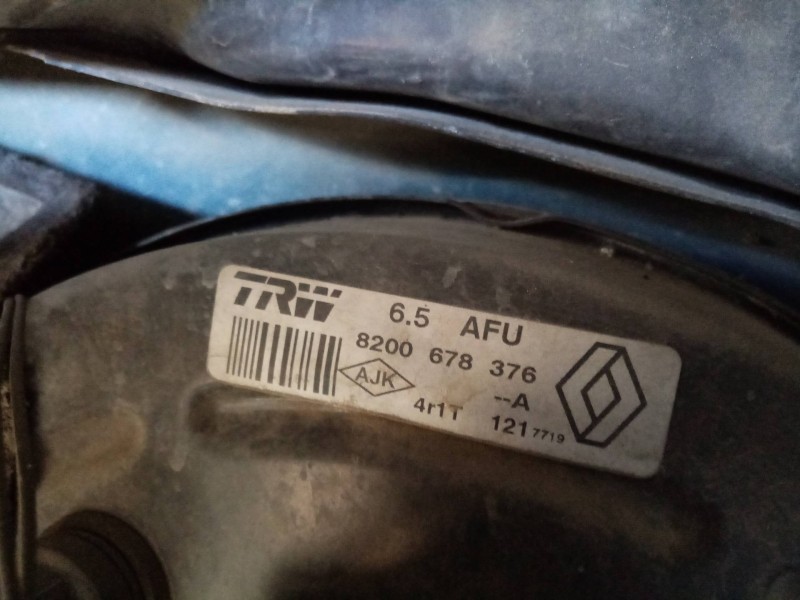 TRW 6.5 AFU
8200 678 376
AJK --A
4r1T 121 7719